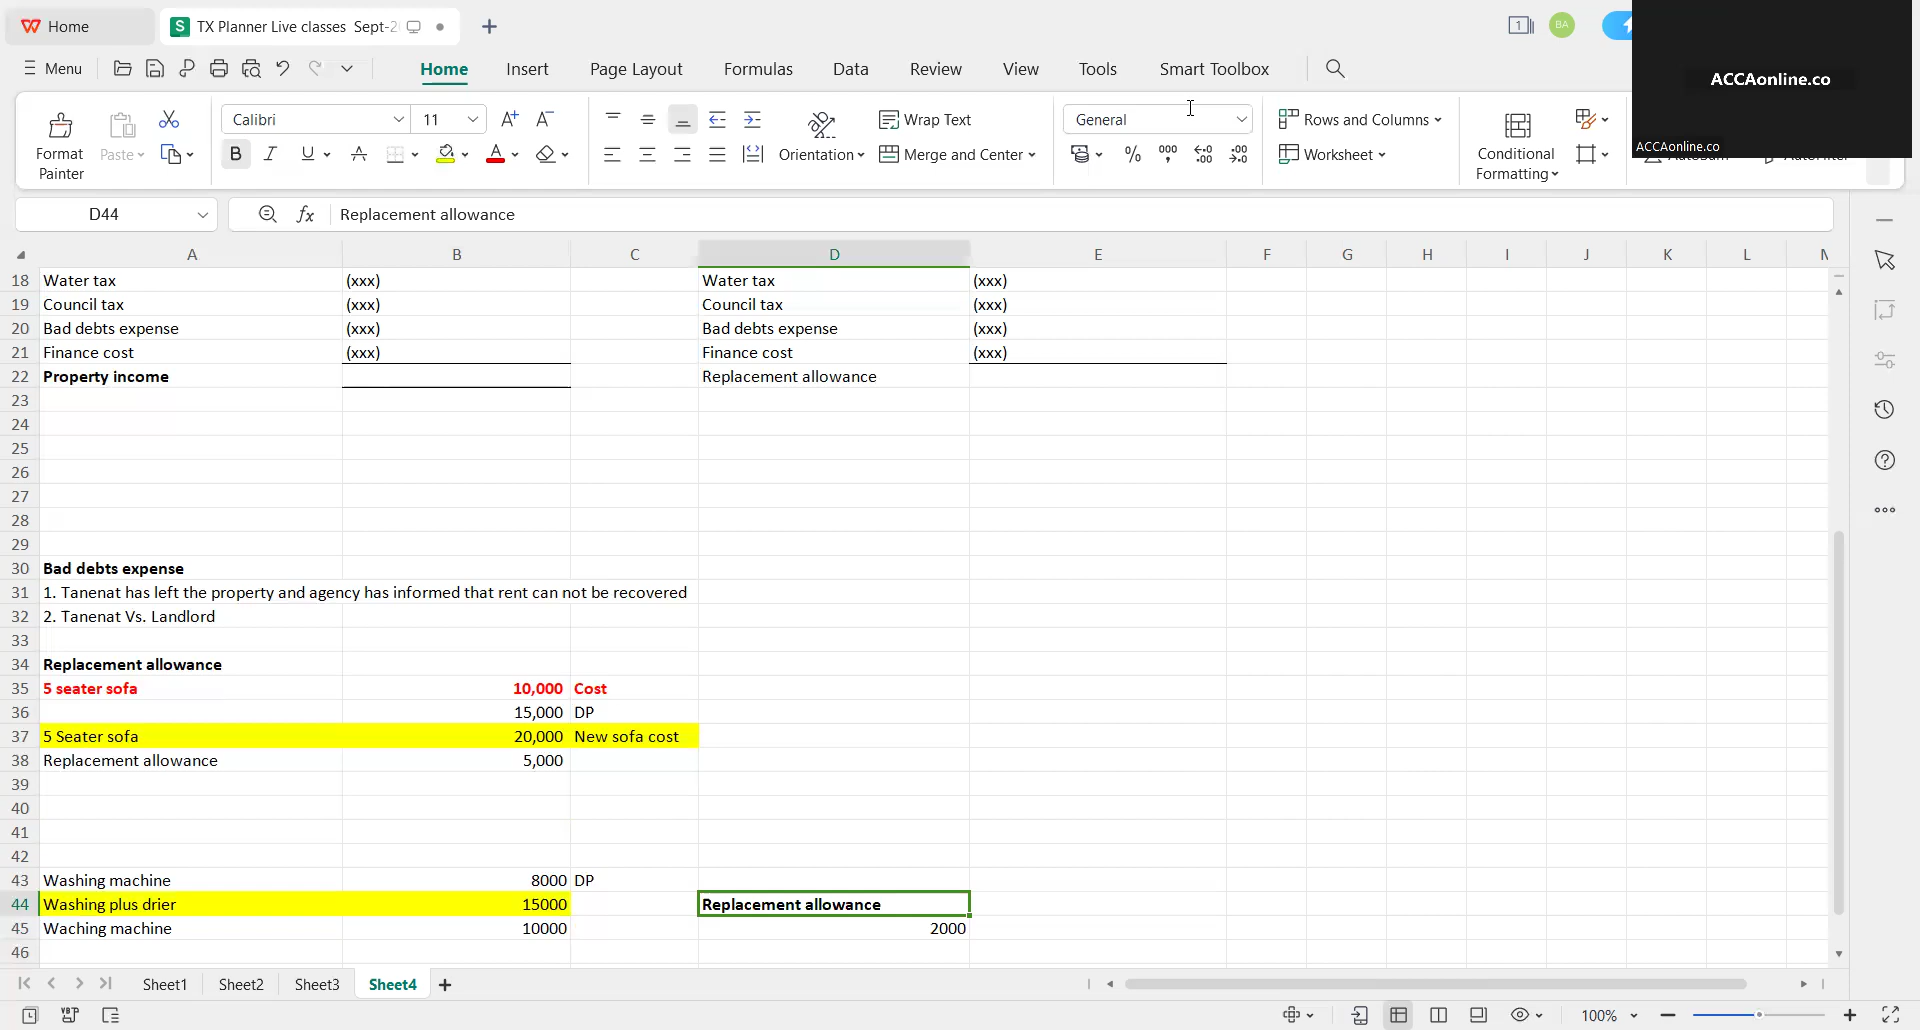 Home
TX Planner Live classes Sept-2
BA
Menu
Home Insert Page Layout Formulas Data Review View Tools Smart Toolbox
ACCAonline.co
ACCAonline.co
Format Painter
Paste
Calibri 11
B I U A A
Orientation
Wrap Text
Merge and Center
General
%
Rows and Columns
Worksheet
Conditional Formatting
D44 fx Replacement allowance
A B C D E F G H I J K L
18 Water tax (xxx) Water tax (xxx)
19 Council tax (xxx) Council tax (xxx)
20 Bad debts expense (xxx) Bad debts expense (xxx)
21 Finance cost (xxx) Finance cost (xxx)
22 Property income Replacement allowance
23
24
25
26
27
28
29
30 Bad debts expense
31 1. Tanenat has left the property and agency has informed that rent can not be recovered
32 2. Tanenat Vs. Landlord
33
34 Replacement allowance
35 5 seater sofa 10,000 Cost
36 15,000 DP
37 5 Seater sofa 20,000 New sofa cost
38 Replacement allowance 5,000
39
40
41
42
43 Washing machine 8000 DP
44 Washing plus drier 15000 Replacement allowance
45 Waching machine 10000 2000
46
Sheet1 Sheet2 Sheet3 Sheet4
100%